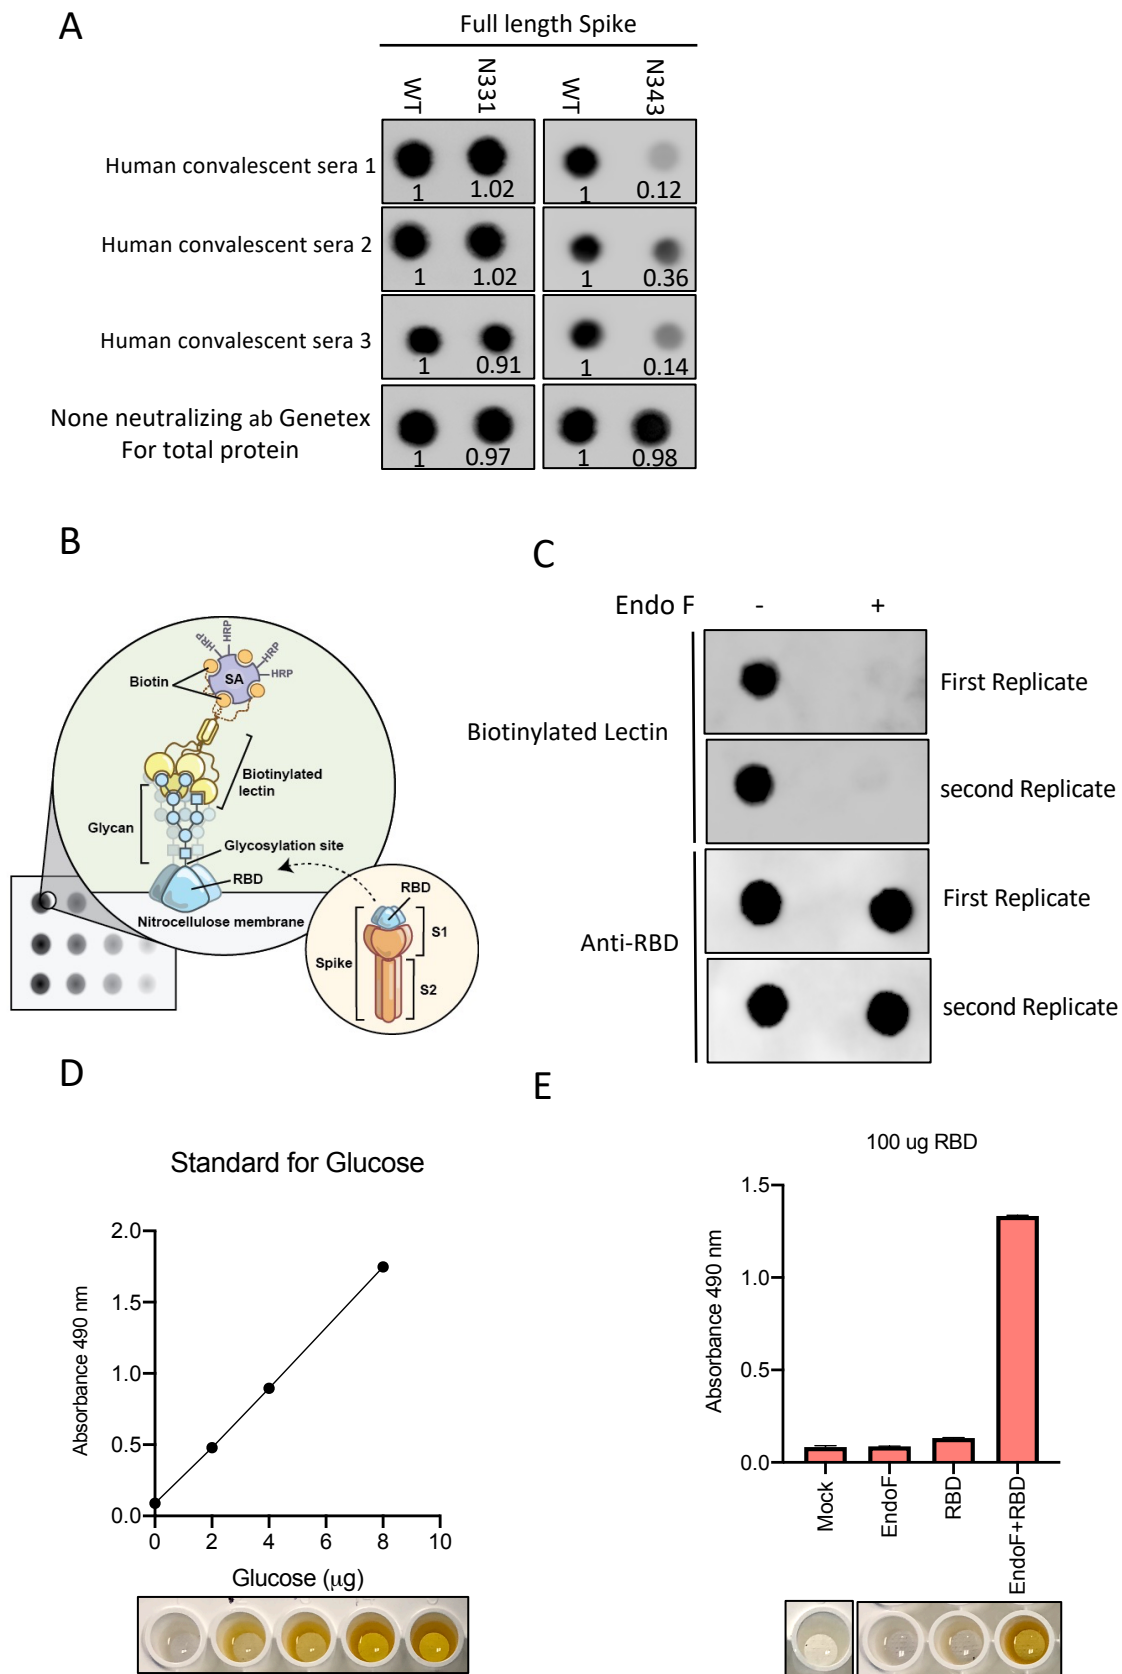 A
Full length Spike
WT
N331
WT
N343
Human convalescent sera 1
1
1.02
1
0.12
Human convalescent sera 2
1
1.02
1
0.36
Human convalescent sera 3
1
0.91
1
0.14
None neutralizing ab Genetex
For total protein
1
0.97
1
0.98
B
HRP
HRP
HRP
HRP
SA
Biotin
Biotinylated
lectin
Glycan
Glycosylation site
RBD
Nitrocellulose membrane
RBD
S1
Spike
S2
C
Endo F
-
+
First Replicate
Biotinylated Lectin
second Replicate
First Replicate
Anti-RBD
second Replicate
D
Standard for Glucose
Absorbance 490 nm
2.0
1.5
1.0
0.5
0.0
0
2
4
6
8
10
Glucose (μg)
E
100 ug RBD
Absorbance 490 nm
1.5
1.0
0.5
0.0
Mock
EndoF
RBD
EndoF+RBD